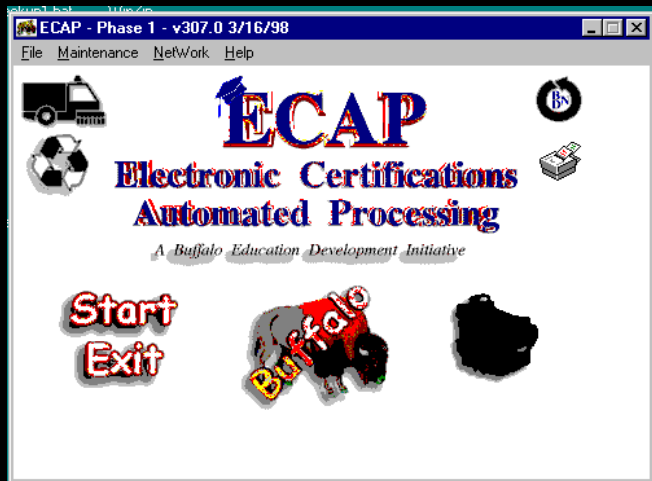 ECAP - Phase 1 - v307.0 3/16/98
File Maintenance NetWork Help
ECAP
Electronic Certifications
Automated Processing
A Buffalo Education Development Initiative
Start
Exit
Buffalo